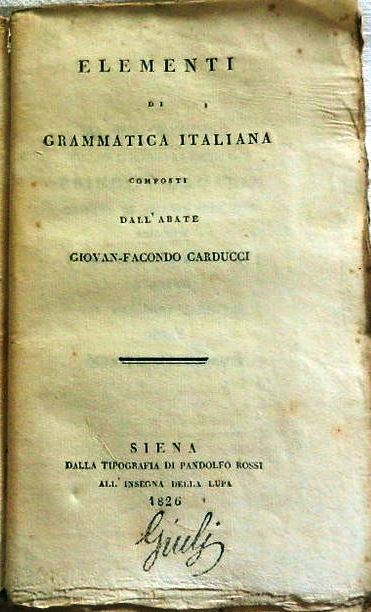 ELEMENTI
DI
GRAMMATICA ITALIANA
COMPOSTI
DALL'ABATE
GIOVAN-FACONDO CARDUCCI
SIENA
DALLA TIPOGRAFIA DI PANDOLFO ROSSI
ALL'INSEGNA DELLA LUPA
1826
Giulj